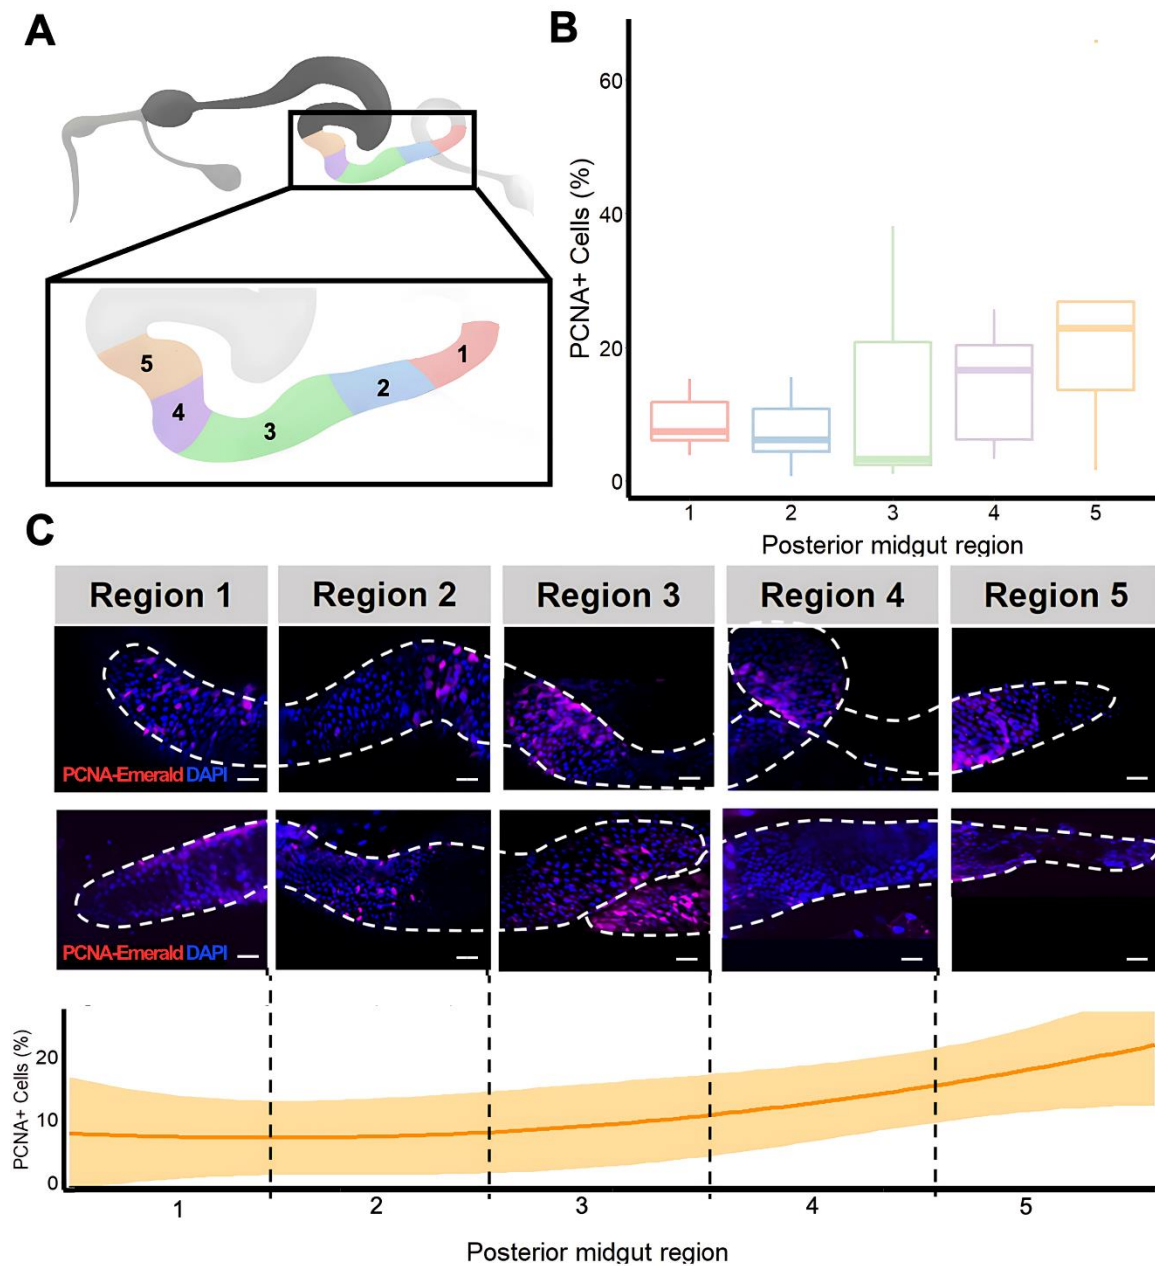 A
5
4
3
2
1
B
PCNA+ Cells (%)
60
40
20
0
1 2 3 4 5
Posterior midgut region
C
Region 1 Region 2 Region 3 Region 4 Region 5
PCNA-Emerald DAPI
PCNA-Emerald DAPI
PCNA+ Cells (%)
20
10
0
1 2 3 4 5
Posterior midgut region